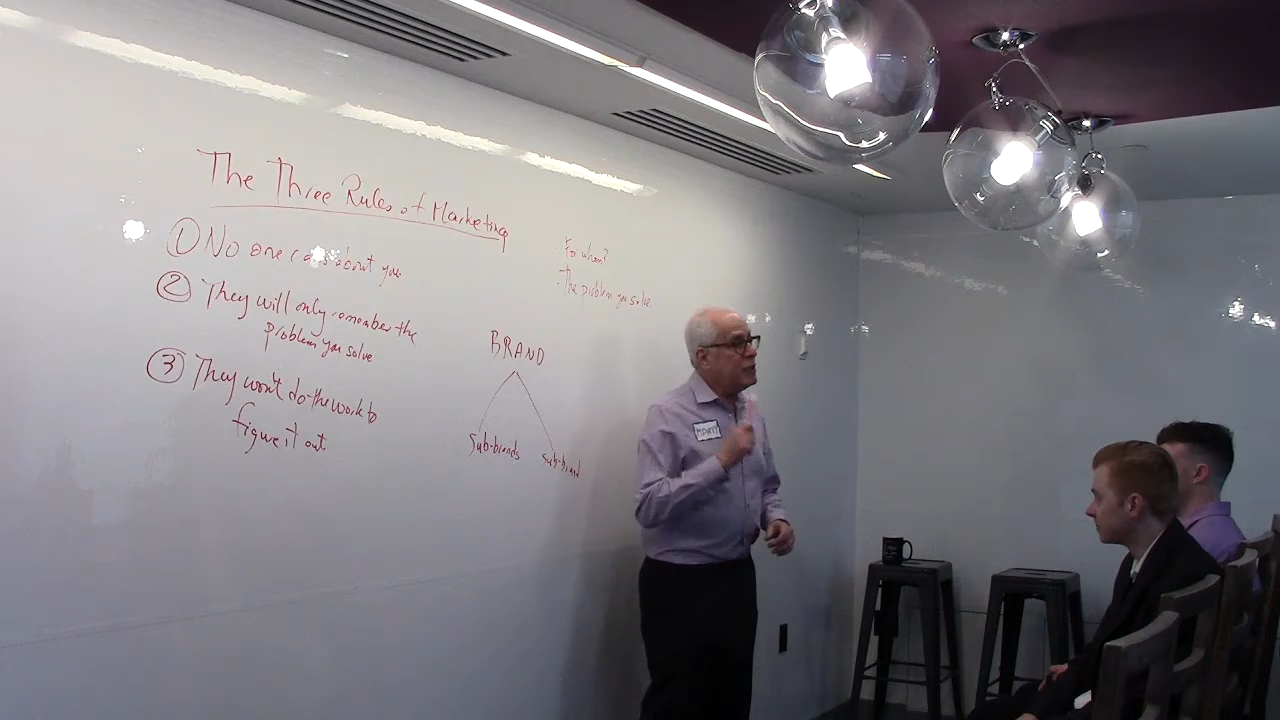 The Three Rules of Marketing
① No one cares about you
② They will only remember the
problem you solve
③ They won't do the work to
figure it out
For whom?
The problem you solve
BRAND
Sub-brands
Sub-brand
MARTY